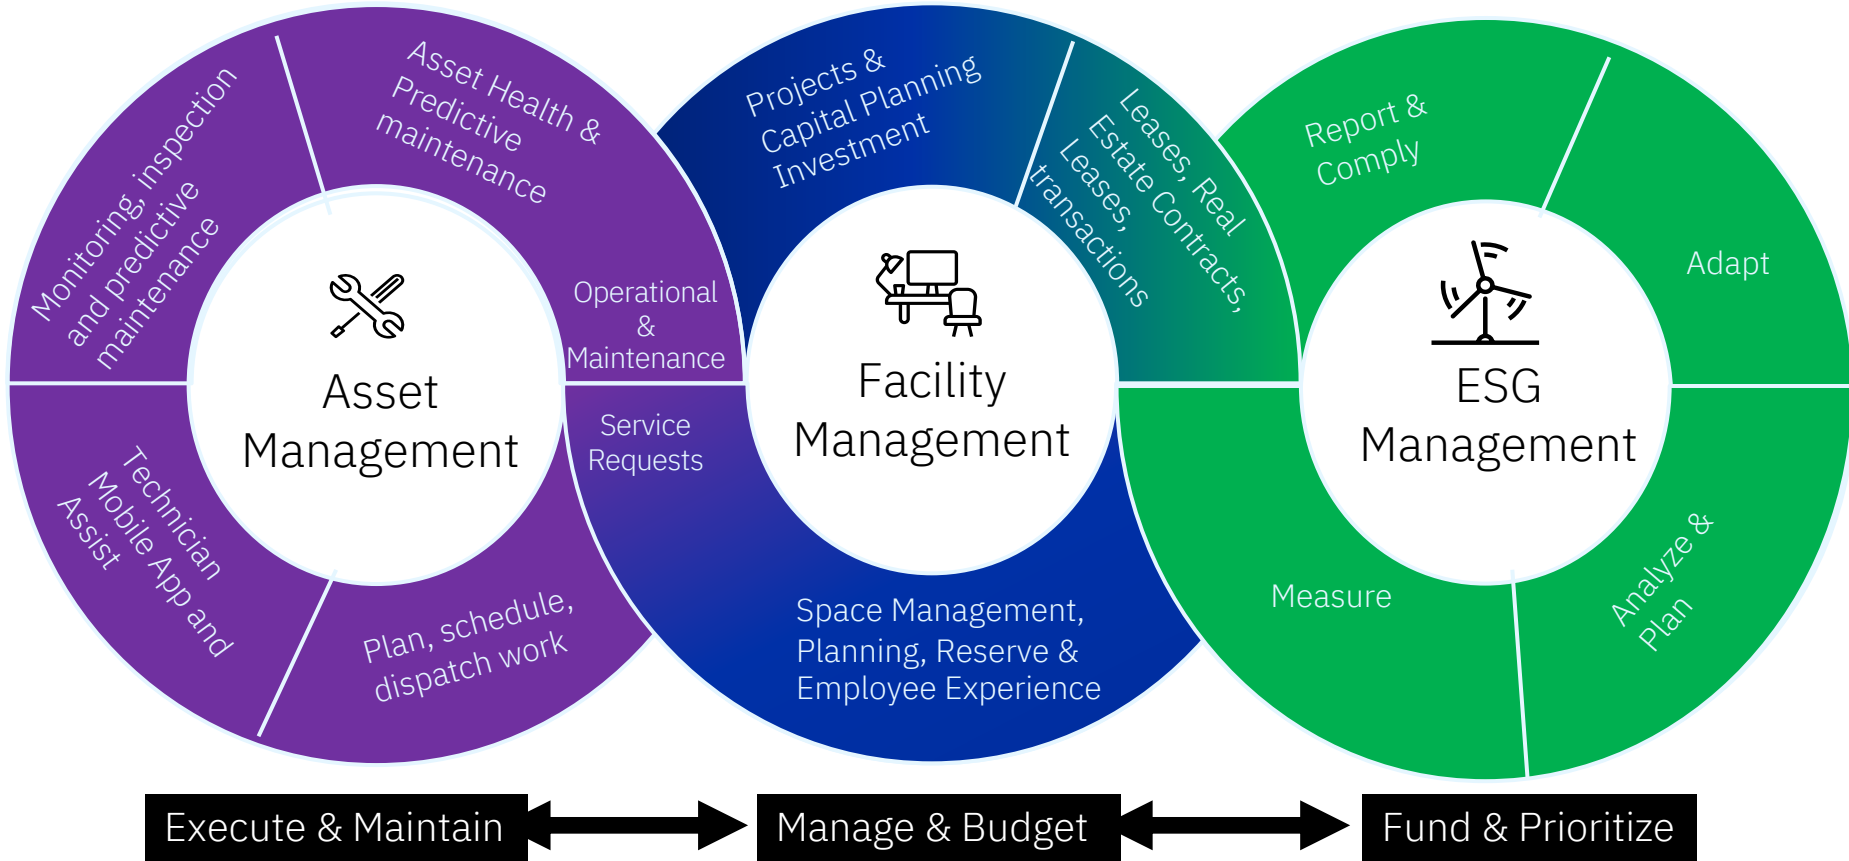 Monitoring, inspection
and predictive
maintenance
Asset Health &
Predictive
maintenance
Operational
&
Maintenance
Asset
Management
Technician
Mobile App and
Assist
Plan, schedule,
dispatch work
Service
Requests
Projects &
Capital Planning
Investment
Leases, Real
Estate Contracts,
Leases,
transactions
Facility
Management
Space Management,
Planning, Reserve &
Employee Experience
Report &
Comply
Adapt
ESG
Management
Measure
Analyze &
Plan
Execute & Maintain
Manage & Budget
Fund & Prioritize